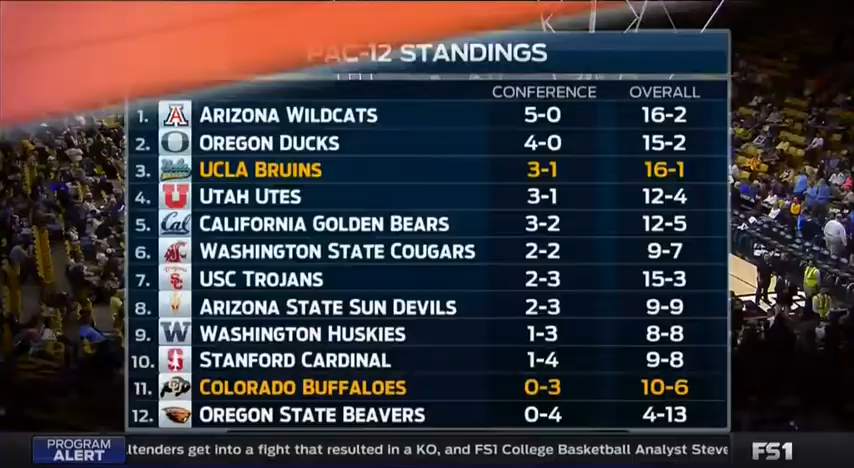 PAC-12 STANDINGS
CONFERENCE OVERALL
1. ARIZONA WILDCATS 5-0 16-2
2. OREGON DUCKS 4-0 15-2
3. UCLA BRUINS 3-1 16-1
4. UTAH UTES 3-1 12-4
5. Cal CALIFORNIA GOLDEN BEARS 3-2 12-5
6. WASHINGTON STATE COUGARS 2-2 9-7
7. SC USC TROJANS 2-3 15-3
8. ARIZONA STATE SUN DEVILS 2-3 9-9
9. W WASHINGTON HUSKIES 1-3 8-8
10. S STANFORD CARDINAL 1-4 9-8
11. COLORADO BUFFALOES 0-3 10-6
12. OREGON STATE BEAVERS 0-4 4-13
PROGRAM ALERT ltenders get into a fight that resulted in a KO, and FS1 College Basketball Analyst Steve FS1